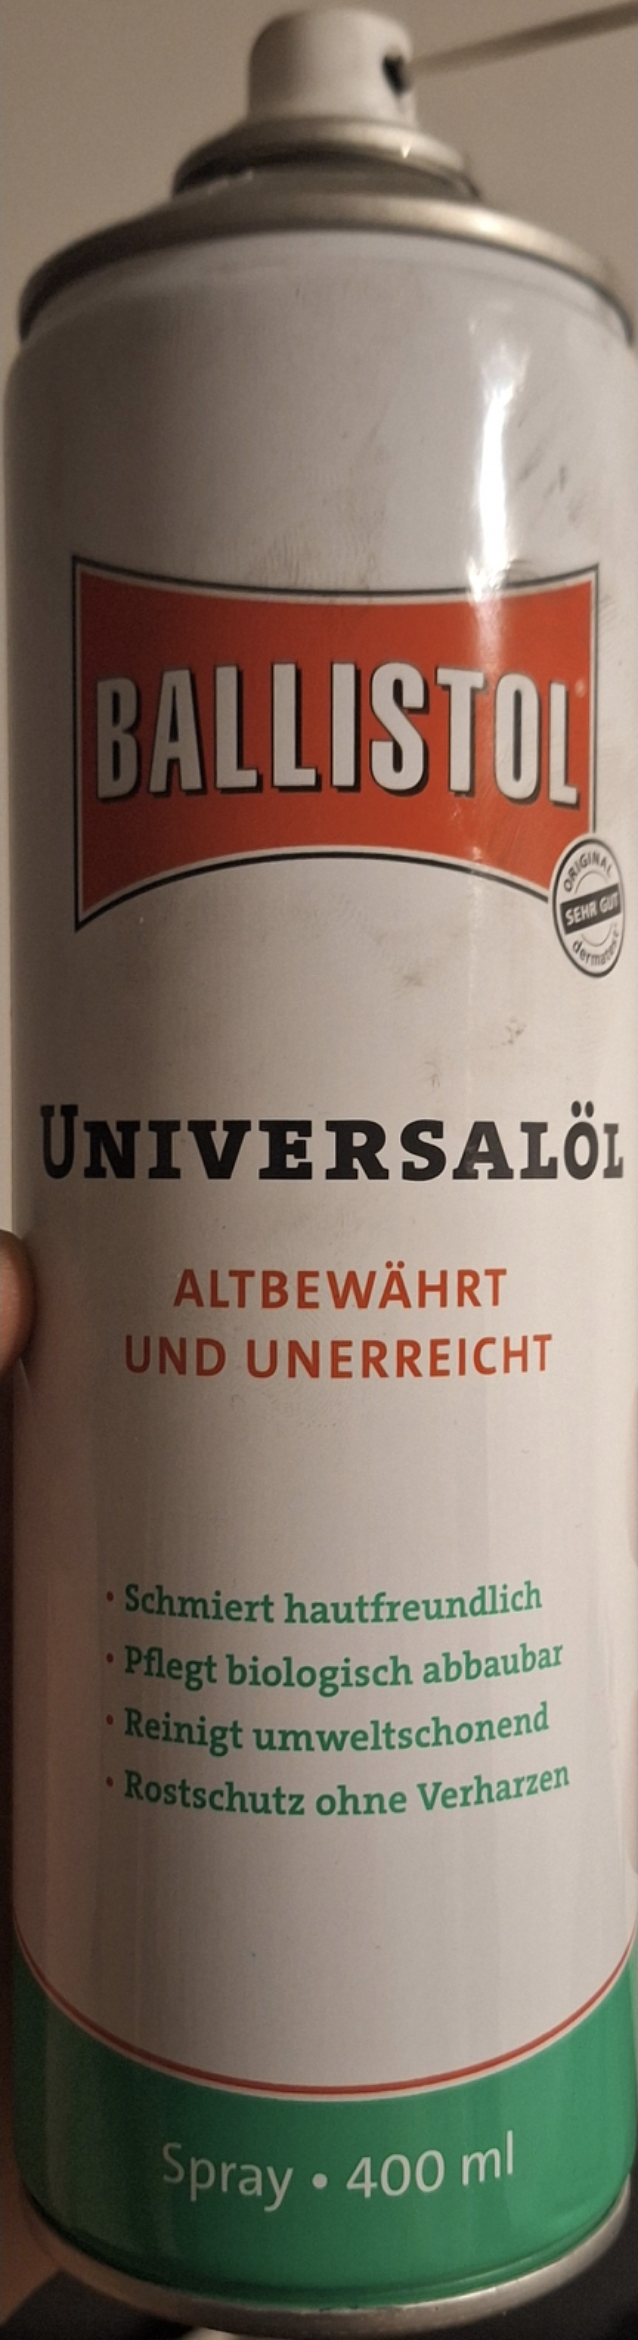 BALLISTOL
ORIGINAL
SEHR GUT
UNIVERSALÖL
ALTBEWÄHRT
UND UNERREICHT
• Schmiert hautfreundlich
• Pflegt biologisch abbaubar
• Reinigt umweltschonend
• Rostschutz ohne Verharzen
Spray • 400 ml